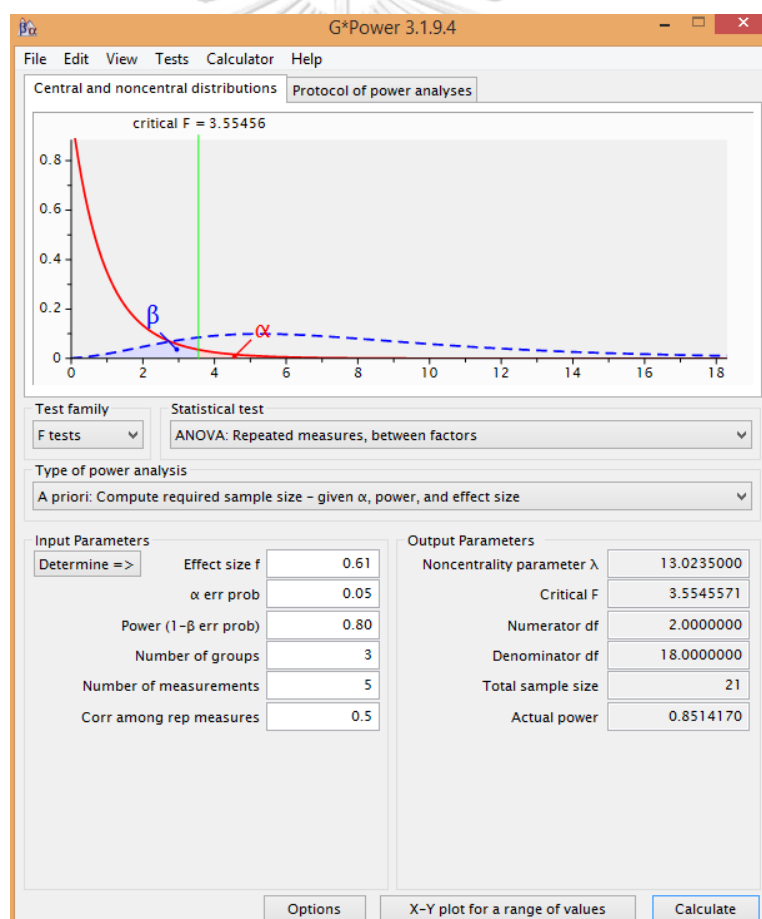 βα G*Power 3.1.9.4
File Edit View Tests Calculator Help
Central and noncentral distributions Protocol of power analyses
critical F = 3.55456
0.8
0.6
0.4
0.2
0
β
α
0 2 4 6 8 10 12 14 16 18
Test family Statistical test
F tests ANOVA: Repeated measures, between factors
Type of power analysis
A priori: Compute required sample size – given α, power, and effect size
Input Parameters Output Parameters
Determine => Effect size f 0.61 Noncentrality parameter λ 13.0235000
α err prob 0.05 Critical F 3.5545571
Power (1–β err prob) 0.80 Numerator df 2.0000000
Number of groups 3 Denominator df 18.0000000
Number of measurements 5 Total sample size 21
Corr among rep measures 0.5 Actual power 0.8514170
Options X–Y plot for a range of values Calculate